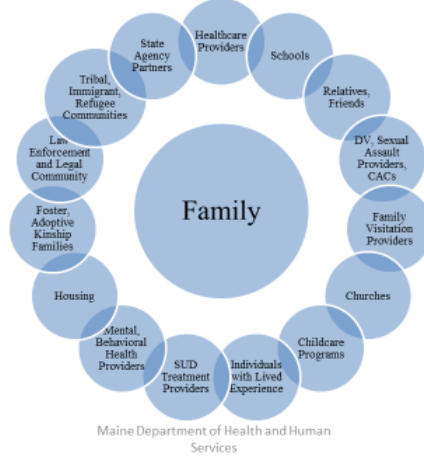 Healthcare
Providers
Schools
Relatives,
Friends
DV, Sexual
Assault
Providers,
CACs
Family
Visitation
Providers
Churches
Childcare
Programs
Individuals
with Lived
Experience
SUD
Treatment
Providers
Mental,
Behavioral
Health
Providers
Housing
Foster,
Adoptive
Kinship
Families
Law
Enforcement
and Legal
Community
Tribal,
Immigrant,
Refugee
Communities
State
Agency
Partners
Family
Maine Department of Health and Human
Services